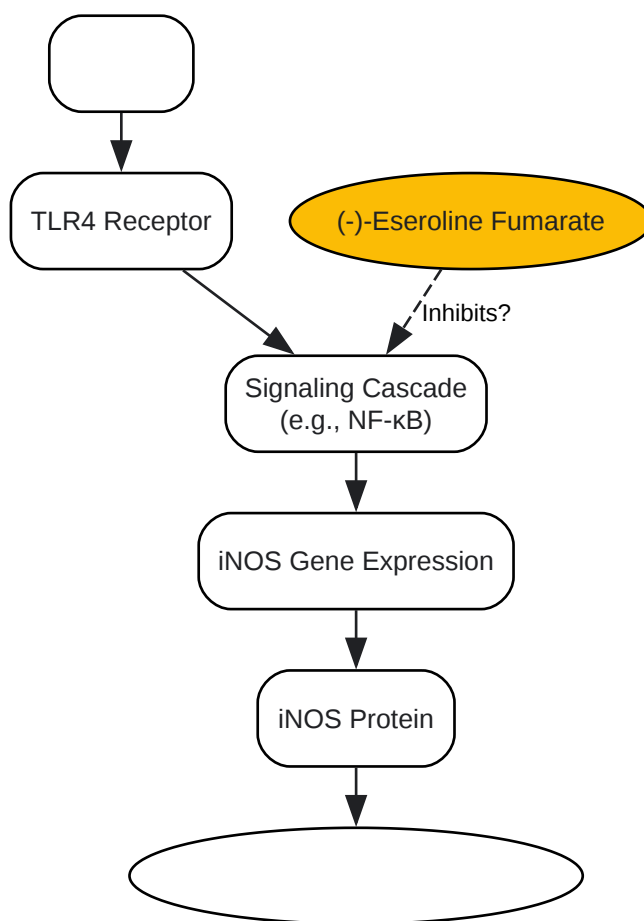 TLR4 Receptor
(-)-Eseroline Fumarate
Inhibits?
Signaling Cascade
(e.g., NF-κB)
iNOS Gene Expression
iNOS Protein